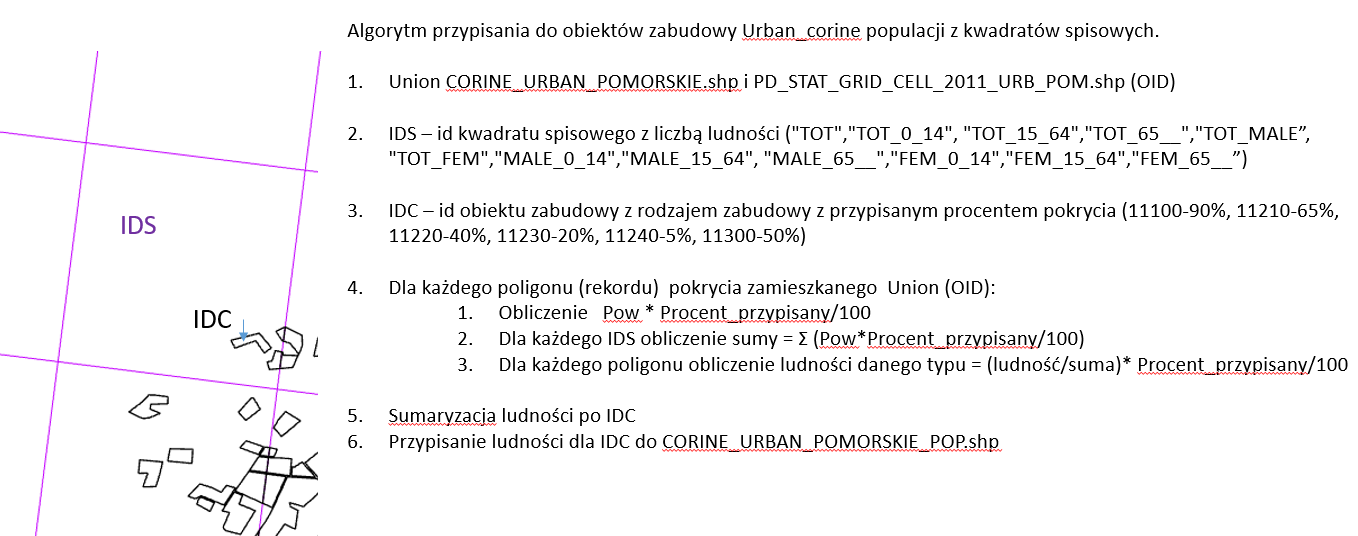 Algorytm przypisania do obiektów zabudowy Urban_corine populacji z kwadratów spisowych.
1. Union CORINE_URBAN_POMORSKIE.shp i PD_STAT_GRID_CELL_2011_URB_POM.shp (OID)
2. IDS – id kwadratu spisowego z liczbą ludności ("TOT","TOT_0_14", "TOT_15_64","TOT_65__","TOT_MALE”,
"TOT_FEM","MALE_0_14","MALE_15_64", "MALE_65__","FEM_0_14","FEM_15_64","FEM_65__”)
3. IDC – id obiektu zabudowy z rodzajem zabudowy z przypisanym procentem pokrycia (11100-90%, 11210-65%,
11220-40%, 11230-20%, 11240-5%, 11300-50%)
IDS
4. Dla każdego poligonu (rekordu) pokrycia zamieszkanego Union (OID):
1. Obliczenie Pow * Procent_przypisany/100
2. Dla każdego IDS obliczenie sumy = Σ (Pow*Procent_przypisany/100)
3. Dla każdego poligonu obliczenie ludności danego typu = (ludność/suma)* Procent_przypisany/100
IDC
5. Sumaryzacja ludności po IDC
6. Przypisanie ludności dla IDC do CORINE_URBAN_POMORSKIE_POP.shp